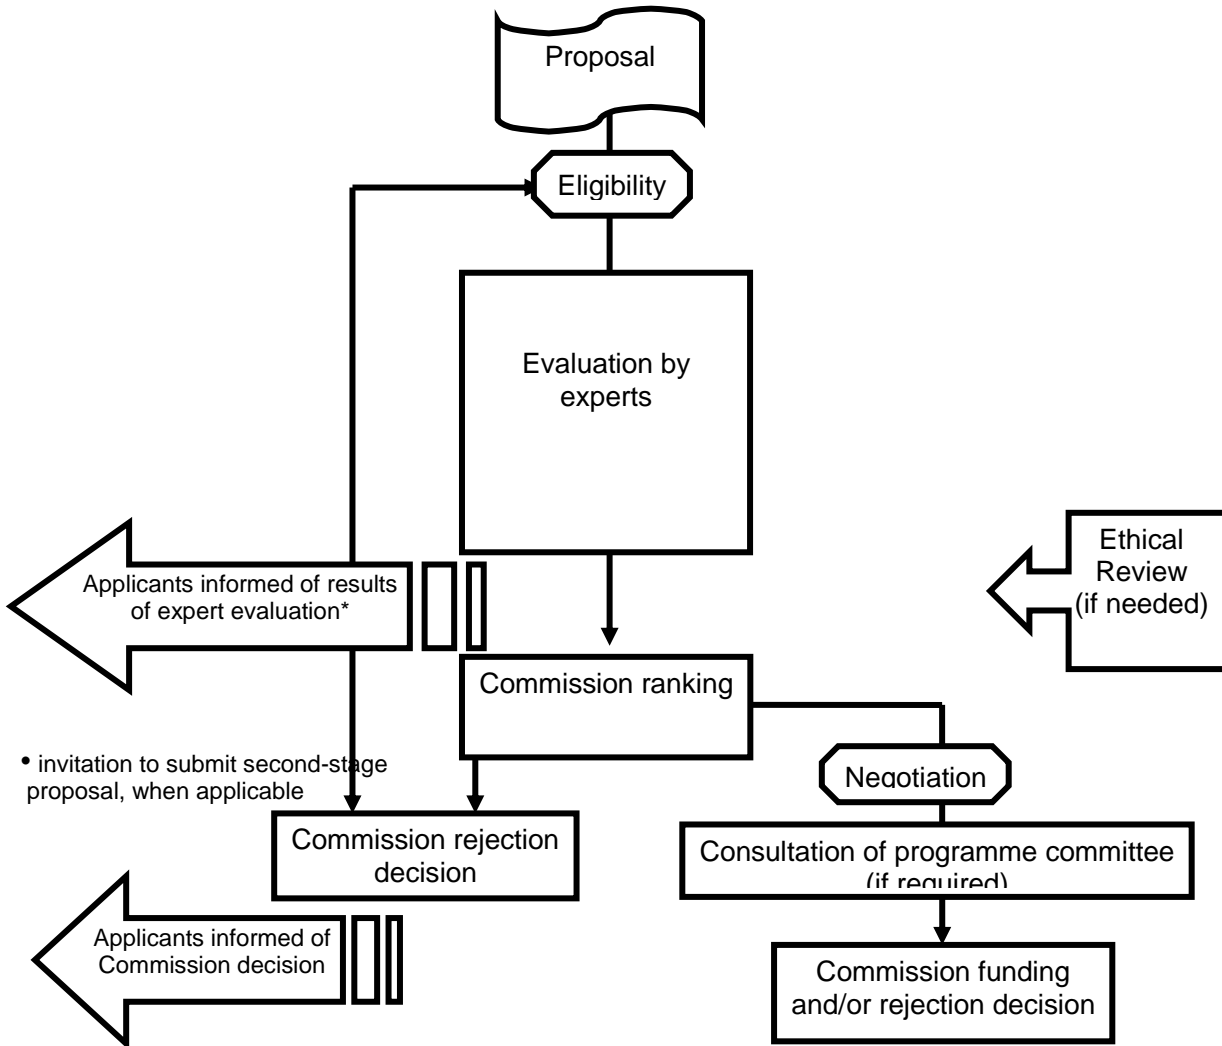 Proposal
Eligibility
Evaluation by
experts
Applicants informed of results
of expert evaluation*
Ethical
Review
(if needed)
Commission ranking
• invitation to submit second-stage
proposal, when applicable
Negotiation
Commission rejection
decision
Consultation of programme committee
(if required)
Applicants informed of
Commission decision
Commission funding
and/or rejection decision